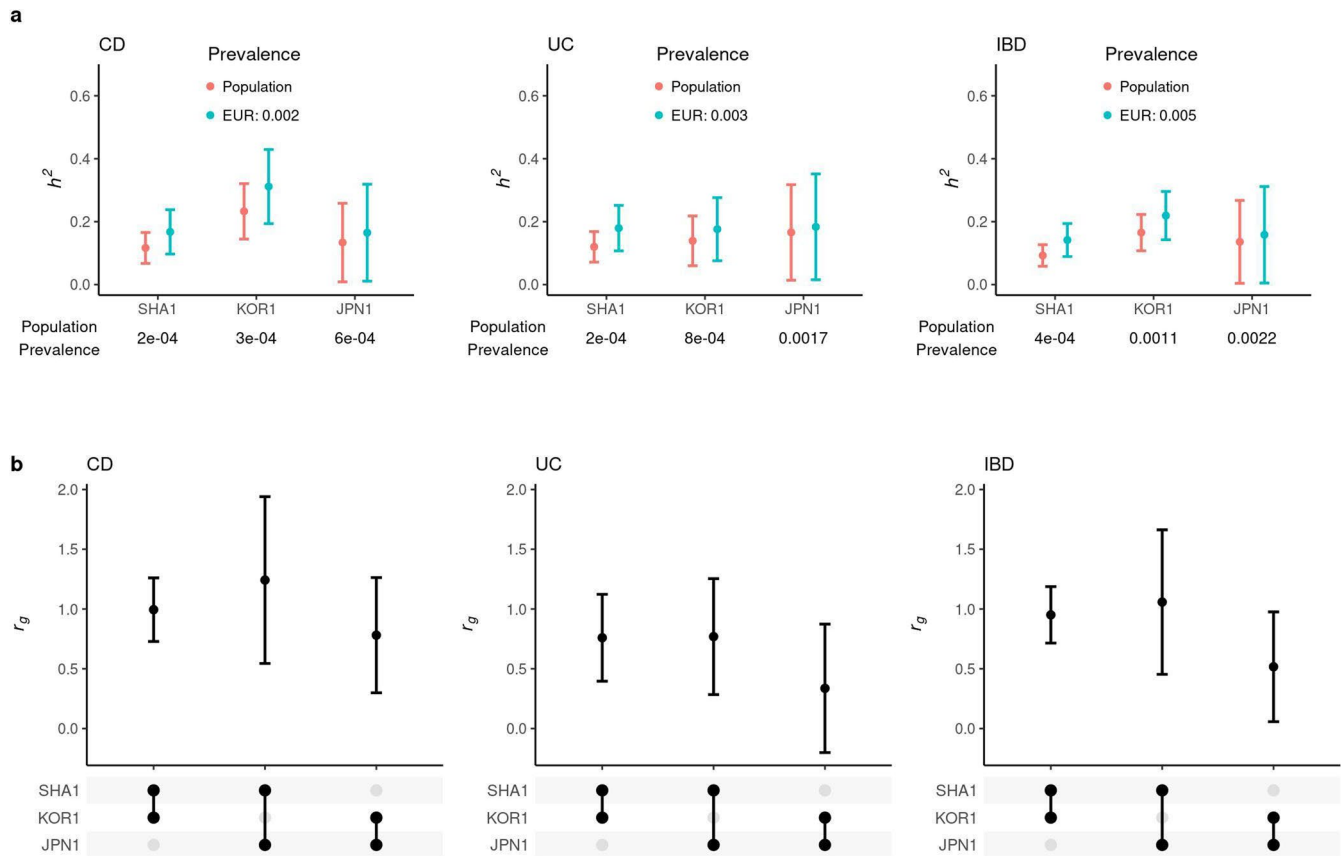 a
CD
Prevalence
Population
EUR: 0.002
h²
0.6
0.4
0.2
0.0
SHA1 KOR1 JPN1
Population
Prevalence
2e-04 3e-04 6e-04
UC
Prevalence
Population
EUR: 0.003
h²
0.6
0.4
0.2
0.0
SHA1 KOR1 JPN1
Population
Prevalence
2e-04 8e-04 0.0017
IBD
Prevalence
Population
EUR: 0.005
h²
0.6
0.4
0.2
0.0
SHA1 KOR1 JPN1
Population
Prevalence
4e-04 0.0011 0.0022
b
CD
r_g
2.0
1.5
1.0
0.5
0.0
SHA1
KOR1
JPN1
UC
r_g
2.0
1.5
1.0
0.5
0.0
SHA1
KOR1
JPN1
IBD
r_g
2.0
1.5
1.0
0.5
0.0
SHA1
KOR1
JPN1